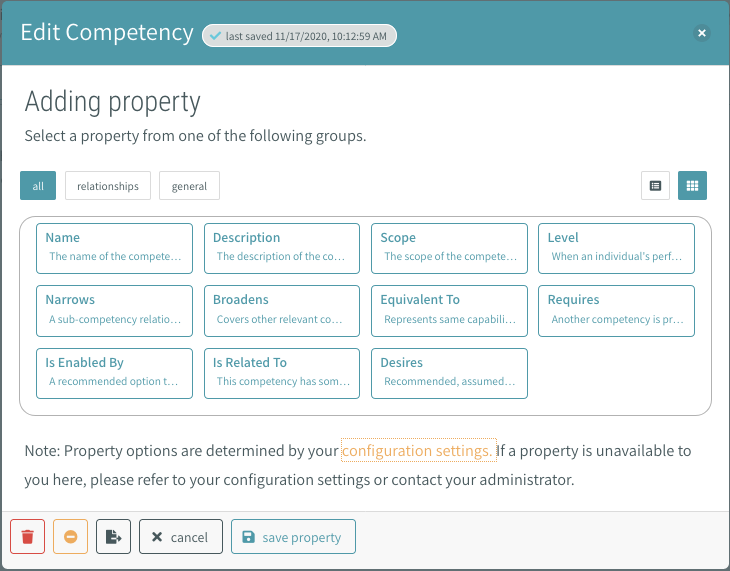 Edit Competency
last saved 11/17/2020, 10:12:59 AM
Adding property
Select a property from one of the following groups.
all
relationships
general
Name
The name of the compete…
Description
The description of the co…
Scope
The scope of the compete…
Level
When an individual's perf…
Narrows
A sub-competency relatio…
Broadens
Covers other relevant co…
Equivalent To
Represents same capabili…
Requires
Another competency is pr…
Is Enabled By
A recommended option t…
Is Related To
This competency has som…
Desires
Recommended, assumed…
Note: Property options are determined by your configuration settings. If a property is unavailable to
you here, please refer to your configuration settings or contact your administrator.
cancel
save property